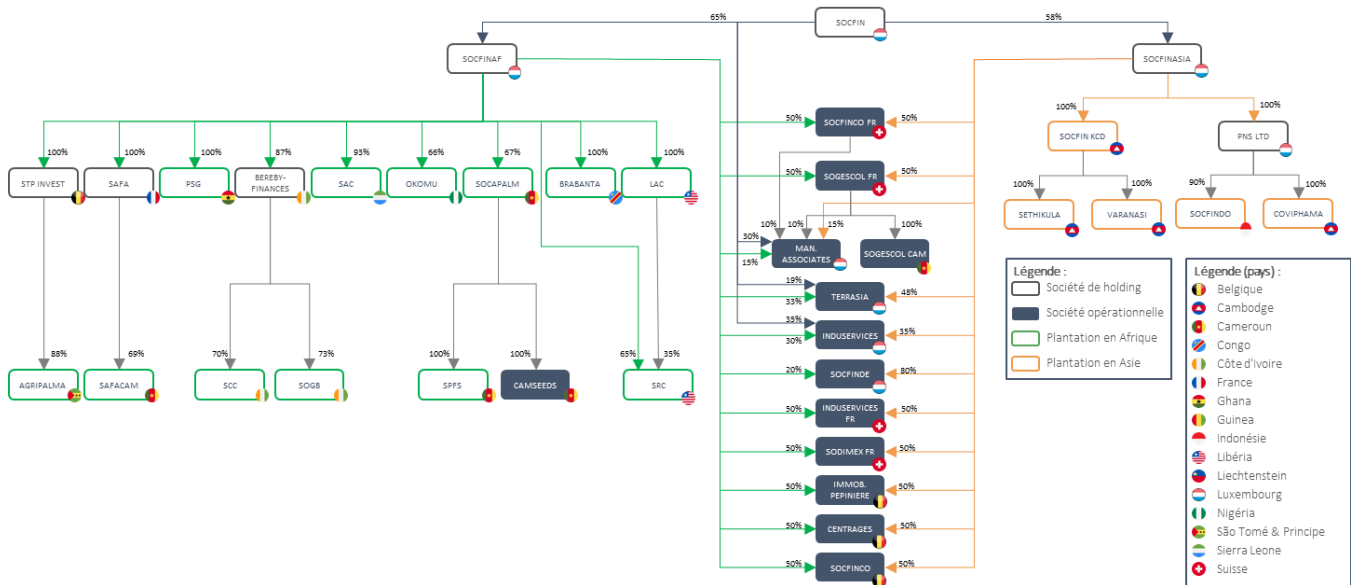 65%
SOCFIN
58%
SOCFINAF
SOCFINASIA
50%
SOCFINCO FR
50%
100%
100%
SOCFIN KCD
PNS LTD
100%
100%
100%
87%
93%
66%
67%
100%
100%
STP INVEST
SAFA
PSG
BEREBY-
FINANCES
SAC
OKOMU
SOCAPALM
BRABANTA
LAC
50%
SOGESCOL FR
50%
100%
100%
90%
100%
SETHIKULA
VARANASI
SOCFINDO
COVIPHAMA
10%
10%
15%
100%
30%
15%
MAN.
ASSOCIATES
SOGESCOL CAM
19%
33%
TERRASIA
48%
35%
30%
INDUSERVICES
35%
88%
69%
70%
73%
100%
100%
65%
35%
AGRIPALMA
SAFACAM
SCC
SOGB
SPFS
CAMSEEDS
SRC
20%
SOCFINDE
80%
50%
INDUSERVICES
FR
50%
50%
SODIMEX FR
50%
50%
IMMOB.
PEPINIERE
50%
50%
CENTRAGES
50%
50%
SOCFINCO
50%
Légende :
Société de holding
Société opérationnelle
Plantation en Afrique
Plantation en Asie
Légende (pays) :
Belgique
Cambodge
Cameroun
Congo
Côte d'Ivoire
France
Ghana
Guinea
Indonésie
Libéria
Liechtenstein
Luxembourg
Nigéria
São Tomé & Principe
Sierra Leone
Suisse